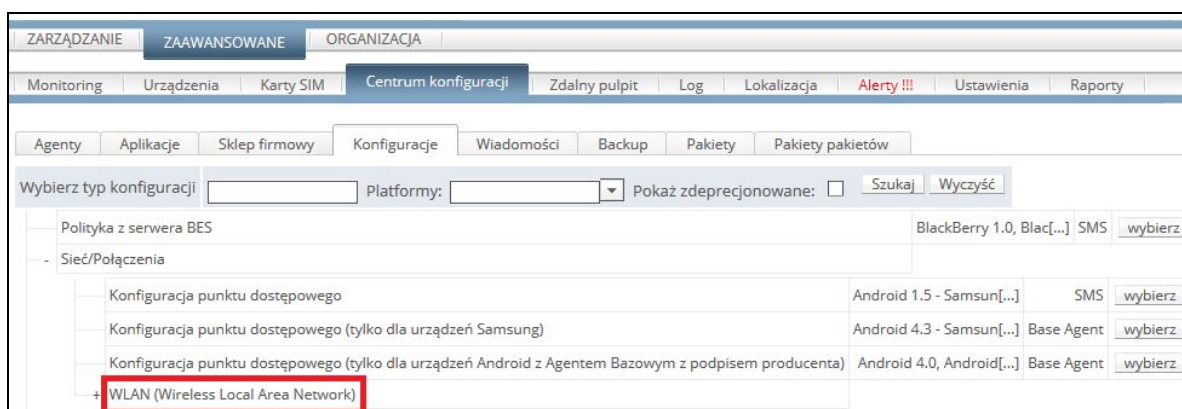 ZARZĄDZANIE ZAAWANSOWANE ORGANIZACJA
Monitoring Urządzenia Karty SIM Centrum konfiguracji Zdalny pulpit Log Lokalizacja Alerty !!! Ustawienia Raporty
Agenty Aplikacje Sklep firmowy Konfiguracje Wiadomości Backup Pakiety Pakiety pakietów
Wybierz typ konfiguracji Platformy: Pokaż zdeprecjonowane: Szukaj Wyczyść
Polityka z serwera BES BlackBerry 1.0, Blac[...] SMS wybierz
- Sieć/Połączenia
Konfiguracja punktu dostępowego Android 1.5 - Samsun[...] SMS wybierz
Konfiguracja punktu dostępowego (tylko dla urządzeń Samsung) Android 4.3 - Samsun[...] Base Agent wybierz
Konfiguracja punktu dostępowego (tylko dla urządzeń Android z Agentem Bazowym z podpisem producenta) Android 4.0, Android[...] Base Agent wybierz
+ WLAN (Wireless Local Area Network)